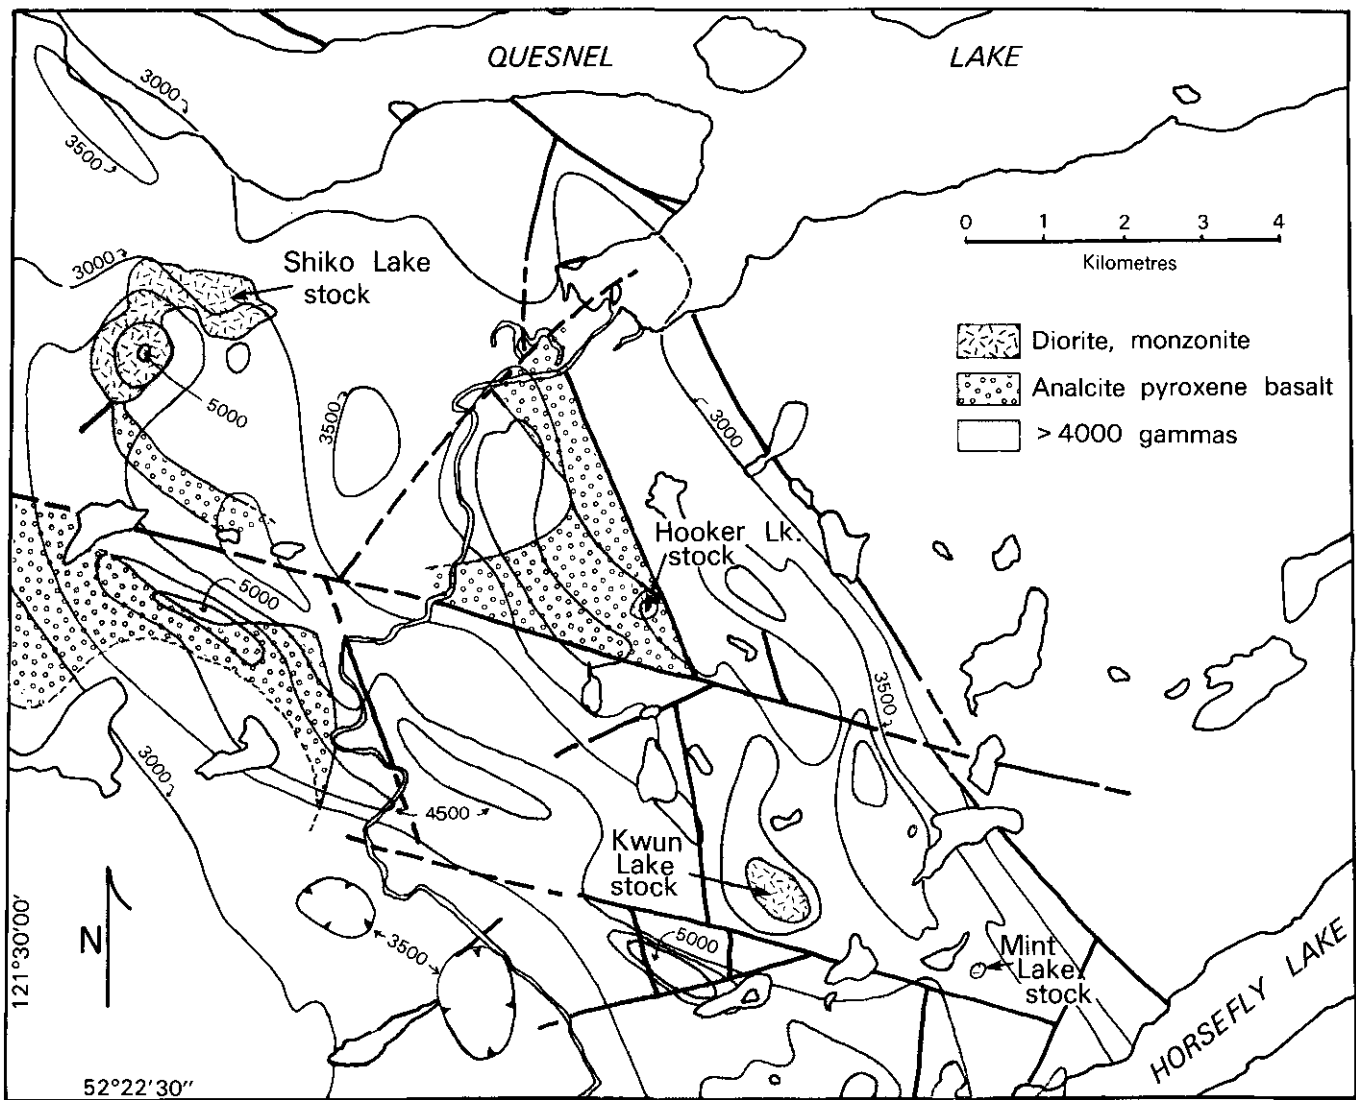 QUESNEL LAKE
3000
3500
3000
Shiko Lake
stock
0 1 2 3 4
Kilometres
Diorite, monzonite
Analcite pyroxene basalt
> 4000 gammas
5000
3500
3000
Hooker Lk.
stock
5000
3500
3000
4500
Kwun
Lake
stock
3500
5000
Mint
Lake
stock
N
121°30'00'
52°22'30"
HORSEFLY LAKE